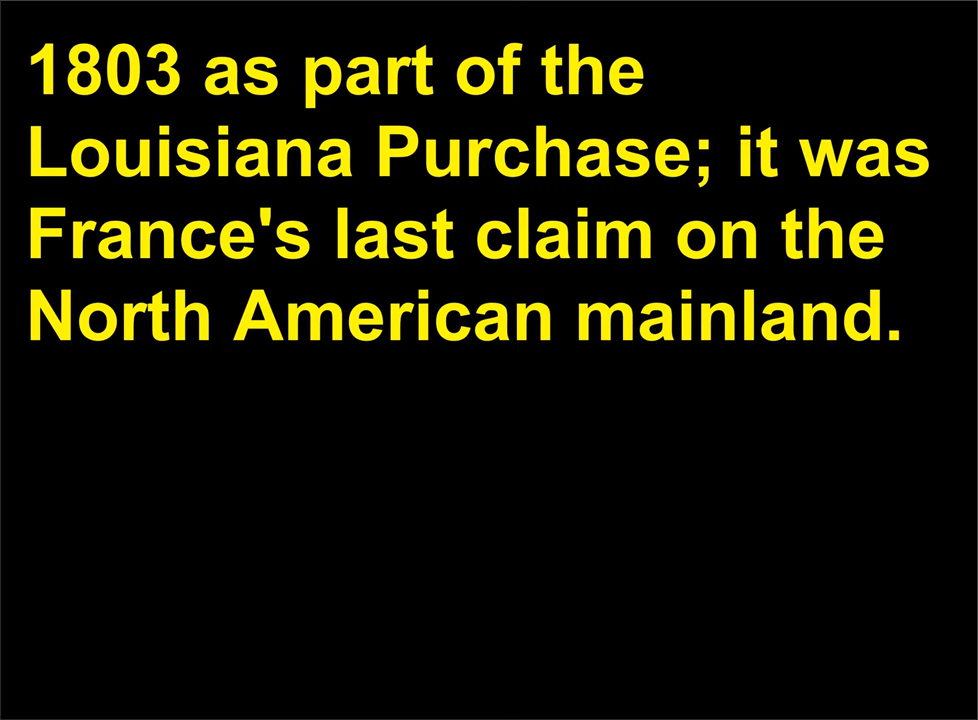 1803 as part of the
Louisiana Purchase; it was
France's last claim on the
North American mainland.